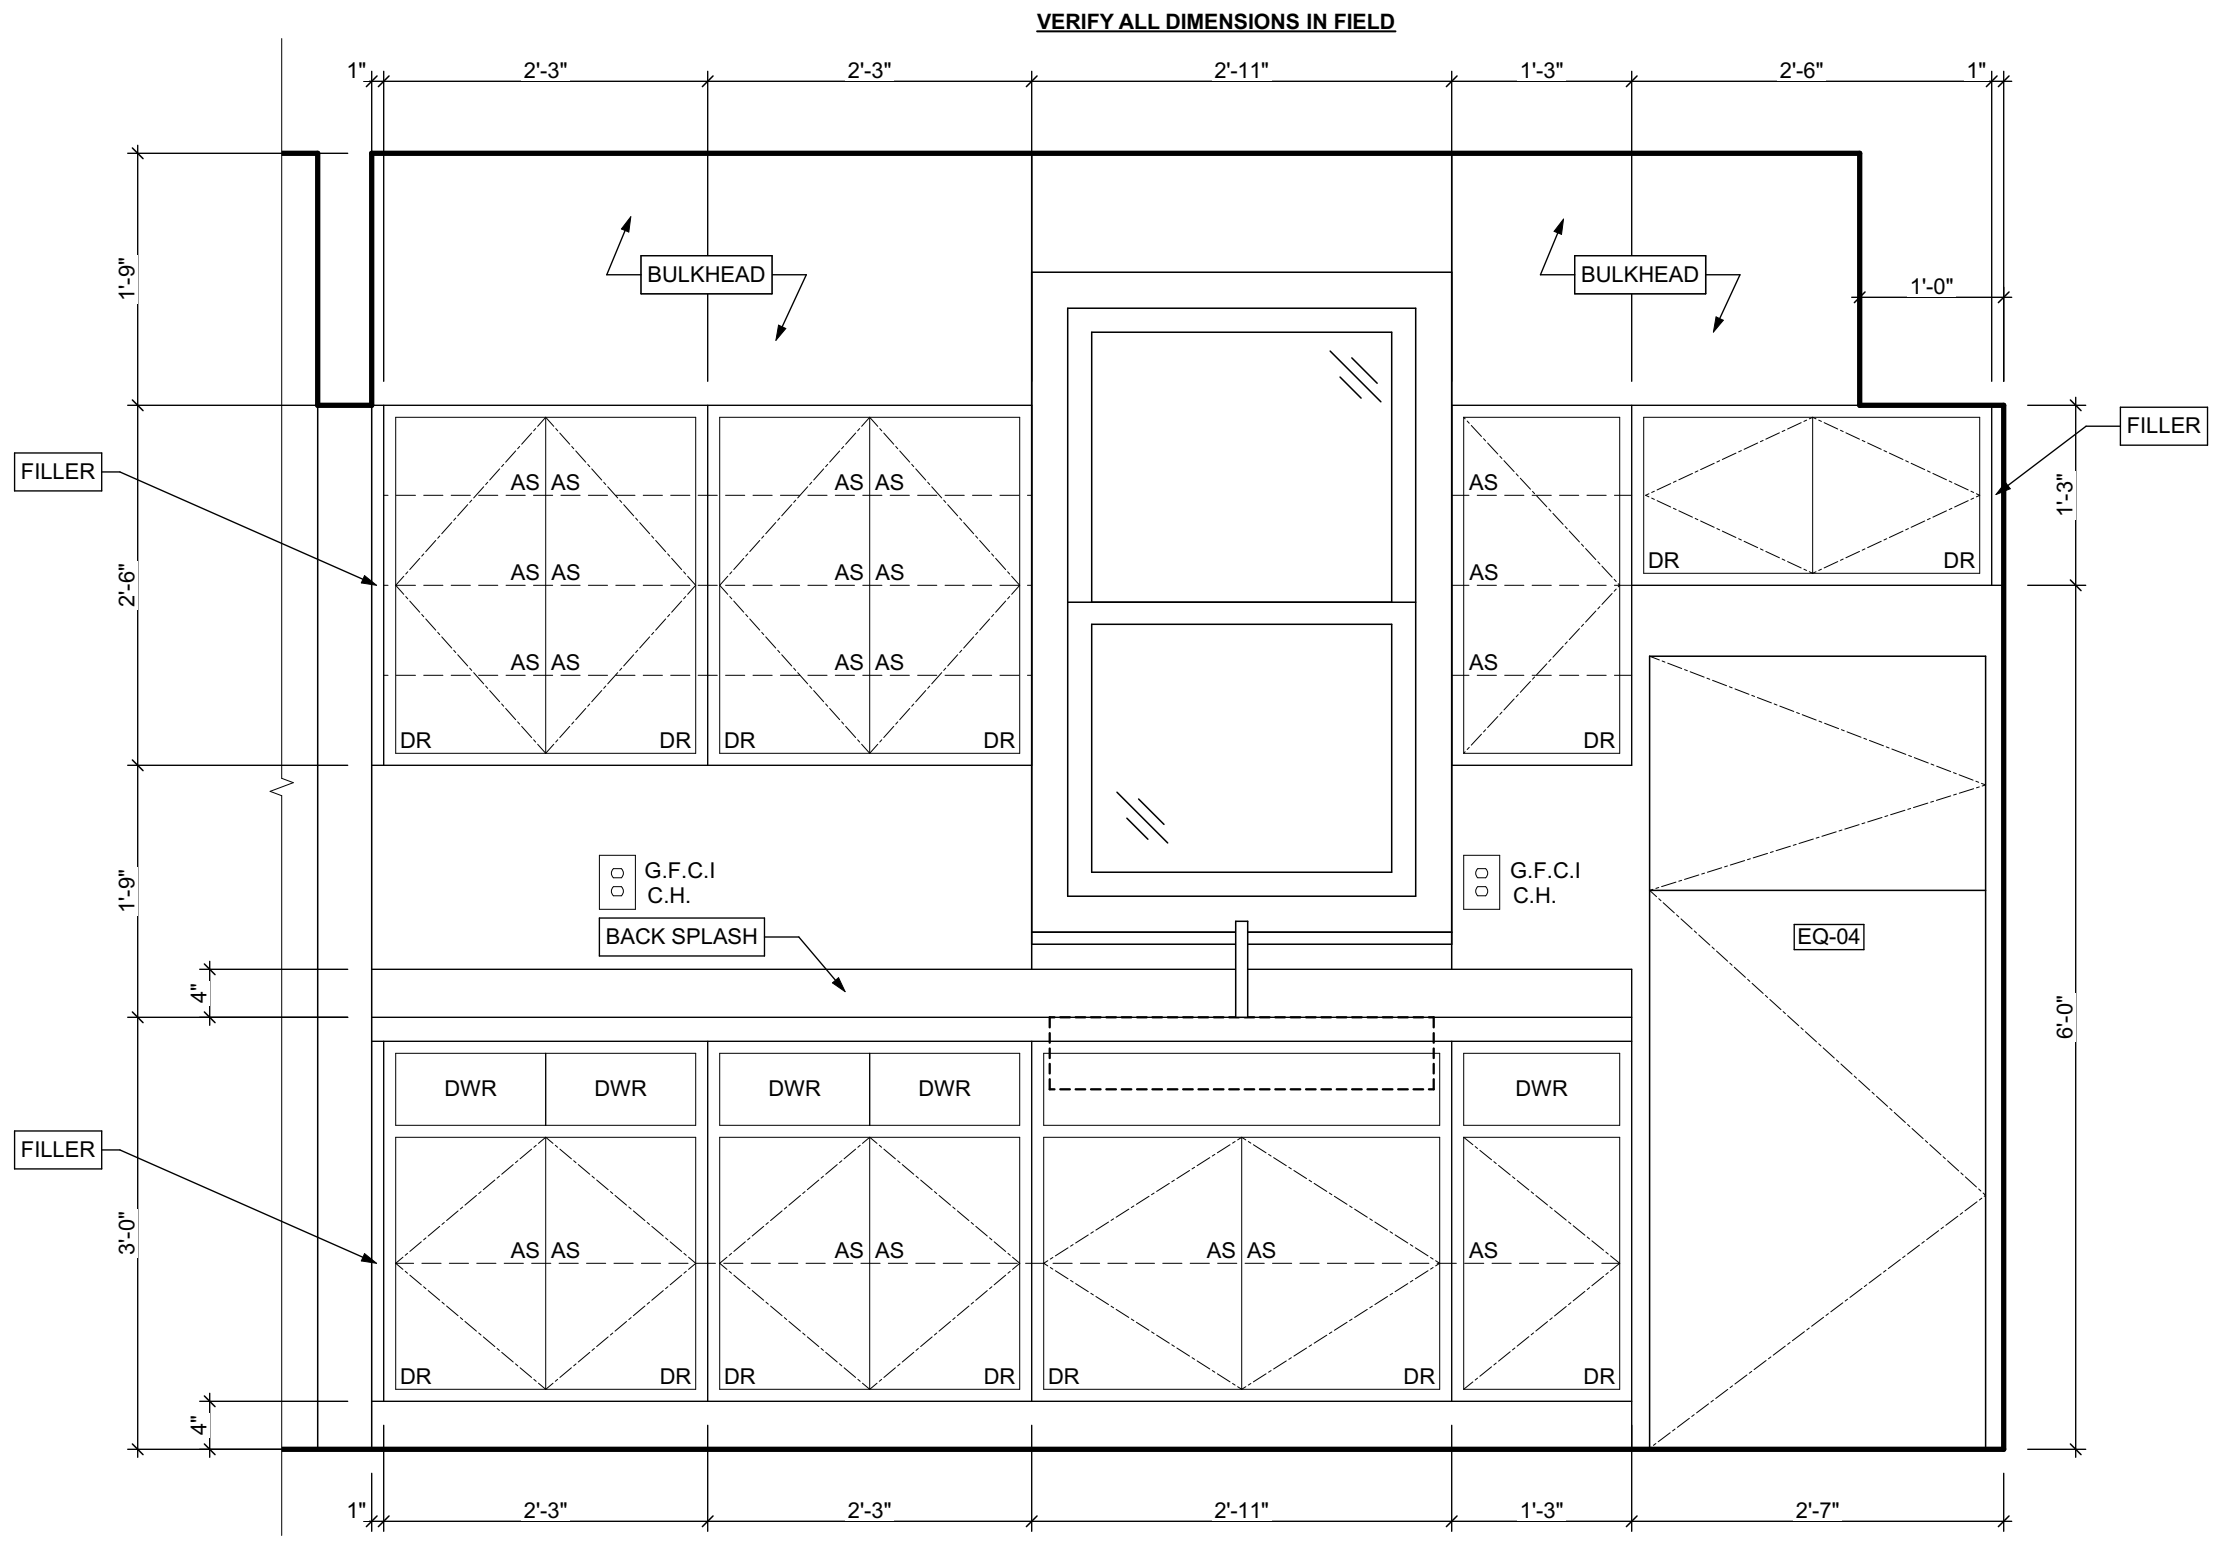 VERIFY ALL DIMENSIONS IN FIELD
1" 2'-3" 2'-3" 2'-11" 1'-3" 2'-6" 1"
1'-9"
BULKHEAD
BULKHEAD
1'-0"
FILLER
FILLER
2'-6"
1'-3"
AS AS AS AS AS
DR DR
AS AS AS AS AS
AS AS AS AS AS
DR DR DR DR DR
1'-9"
G.F.C.I
C.H.
G.F.C.I
C.H.
BACK SPLASH
EQ-04
4"
6'-0"
DWR DWR DWR DWR DWR
FILLER
3'-0"
AS AS AS AS AS AS AS
DR DR DR DR DR DR DR
4"
1" 2'-3" 2'-3" 2'-11" 1'-3" 2'-7"